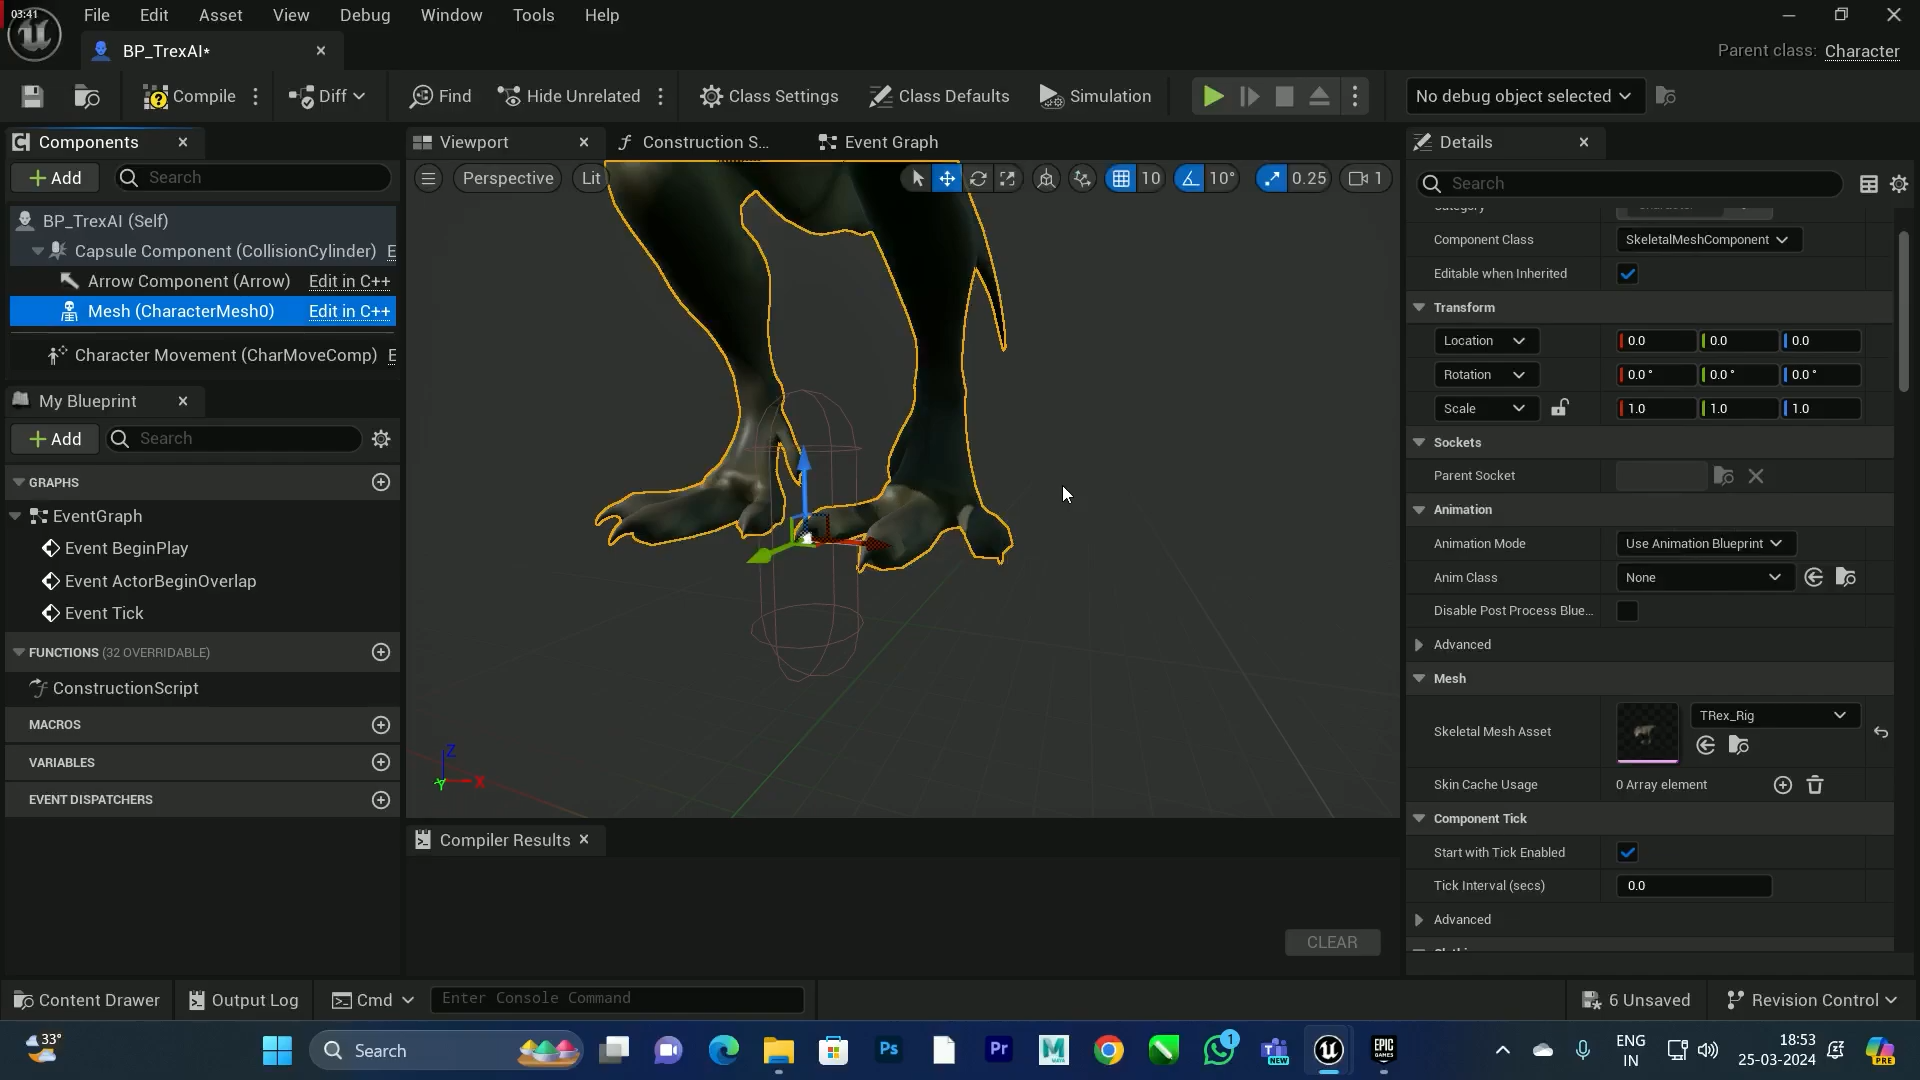 03:41
File Edit Asset View Debug Window Tools Help
BP_TrexAI*
Parent class: Character
Compile Diff Find Hide Unrelated Class Settings Class Defaults Simulation No debug object selected
Components
Add Search
BP_TrexAI (Self)
Capsule Component (CollisionCylinder) E
Arrow Component (Arrow) Edit in C++
Mesh (CharacterMesh0) Edit in C++
Character Movement (CharMoveComp) E
My Blueprint
Add Search
GRAPHS
EventGraph
Event BeginPlay
Event ActorBeginOverlap
Event Tick
FUNCTIONS (32 OVERRIDABLE)
ConstructionScript
MACROS
VARIABLES
EVENT DISPATCHERS
Viewport Construction S... Event Graph
Perspective Lit 10 10° 0.25 1
Z
X
Y
Compiler Results
CLEAR
Details
Search
Category
Component Class SkeletalMeshComponent
Editable when Inherited
Transform
Location 0.0 0.0 0.0
Rotation 0.0° 0.0° 0.0°
Scale 1.0 1.0 1.0
Sockets
Parent Socket
Animation
Animation Mode Use Animation Blueprint
Anim Class None
Disable Post Process Blue...
Advanced
Mesh
Skeletal Mesh Asset TRex_Rig
Skin Cache Usage 0 Array element
Component Tick
Start with Tick Enabled
Tick Interval (secs) 0.0
Advanced
Content Drawer Output Log Cmd Enter Console Command 6 Unsaved Revision Control
33° Search Ps Pr M MAYA 1 NEW EPIC GAMES ENG IN 18:53 25-03-2024 PRE